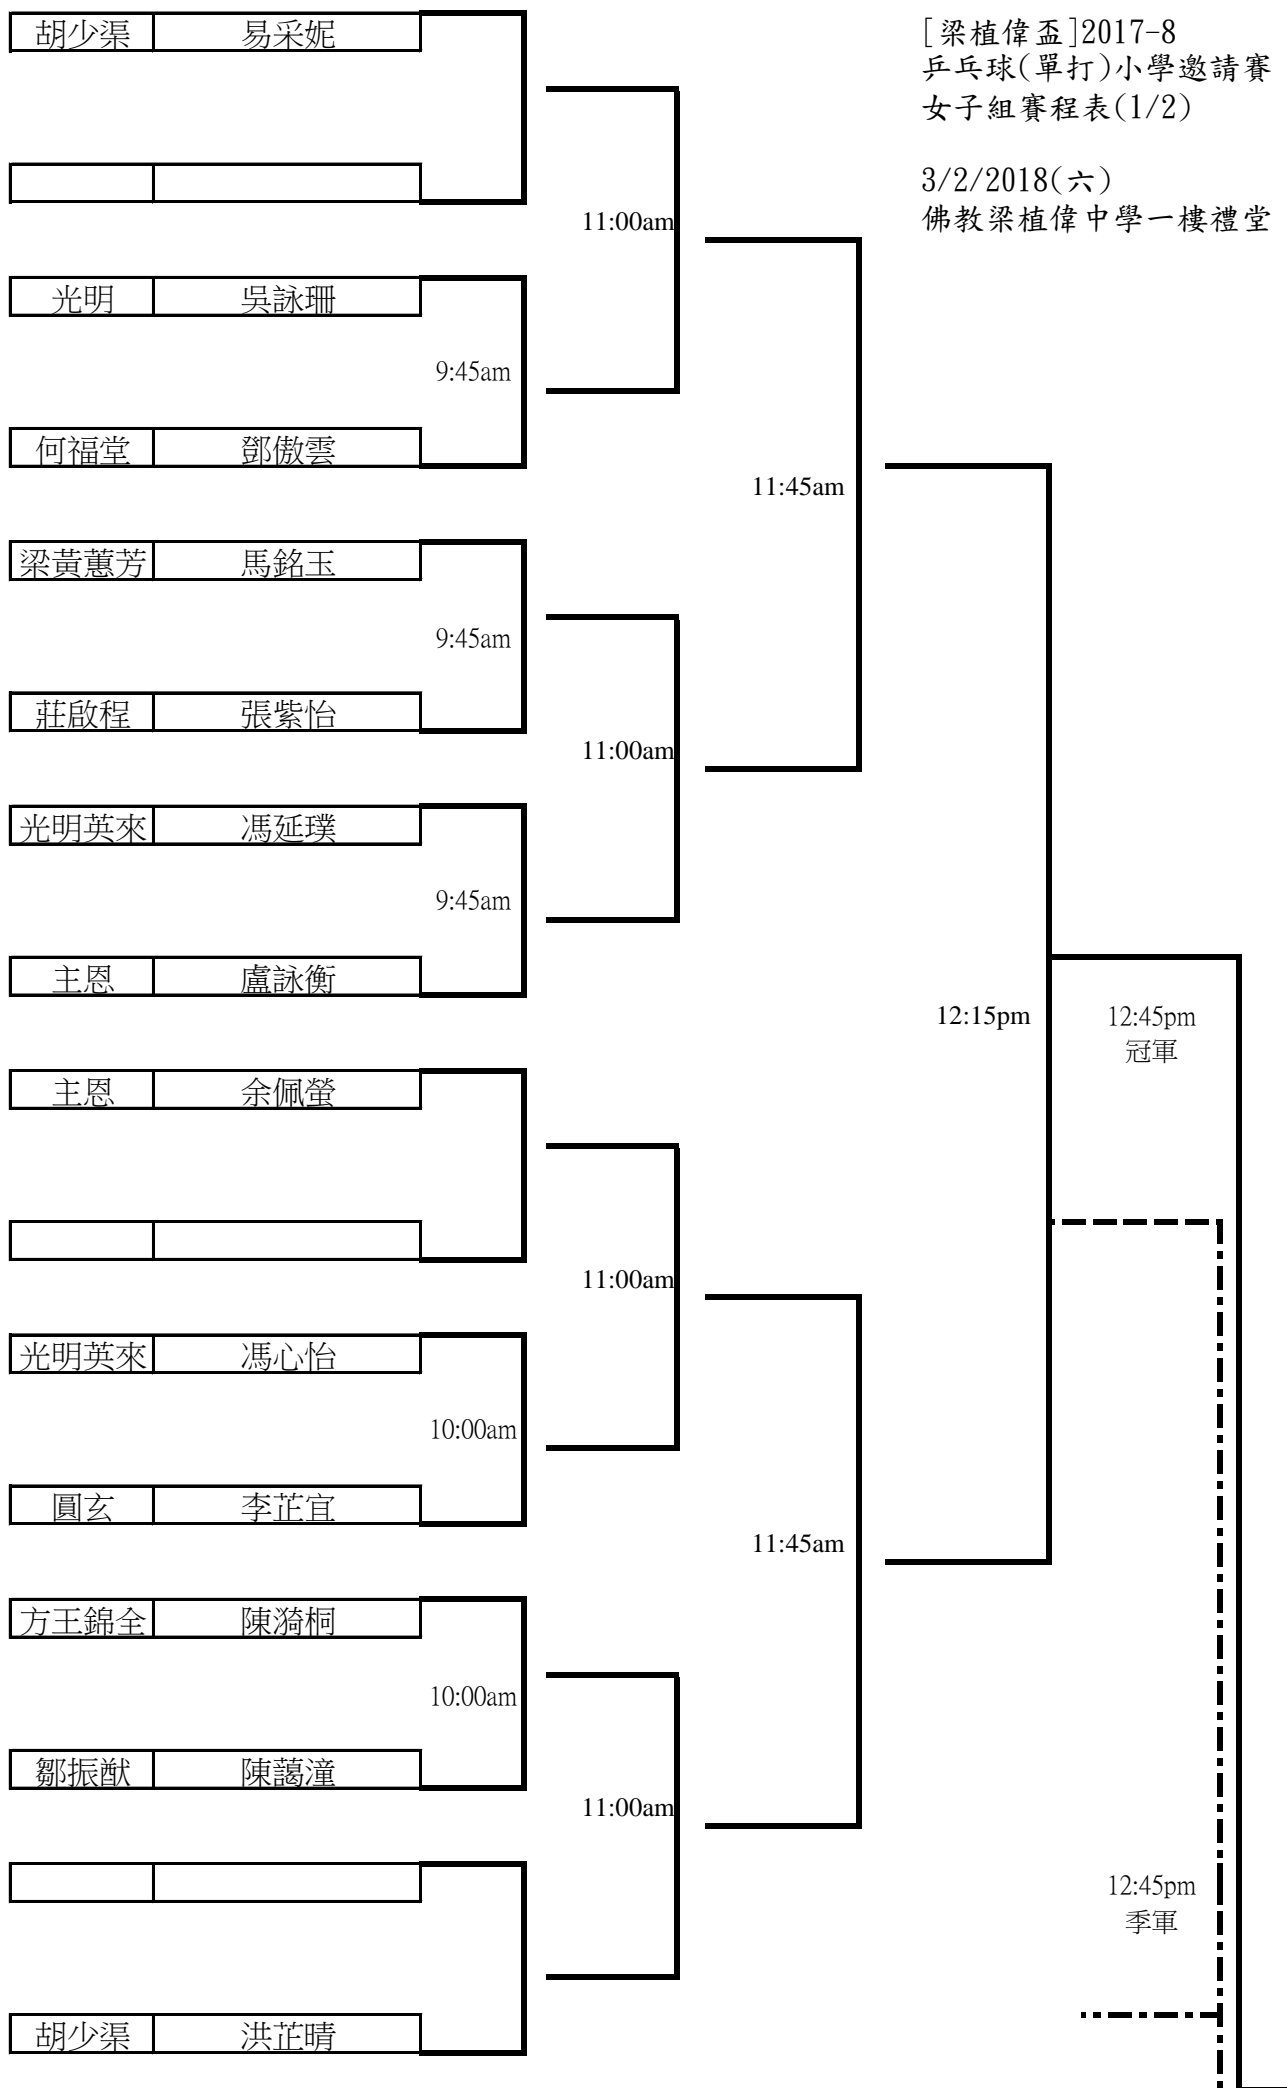 [梁植偉盃]2017-8
乒乓球(單打)小學邀請賽
女子組賽程表(1/2)
3/2/2018(六)
佛教梁植偉中學一樓禮堂
胡少渠 易采妮
11:00am
光明 吳詠珊
9:45am
何福堂 鄧傲雲
11:45am
梁黃蕙芳 馬銘玉
9:45am
莊啟程 張紫怡
11:00am
光明英來 馮延璞
9:45am
主恩 盧詠衡
12:15pm
12:45pm
冠軍
主恩 余佩螢
11:00am
光明英來 馮心怡
10:00am
圓玄 李芷宜
11:45am
方王錦全 陳漪桐
10:00am
鄒振猷 陳藹潼
11:00am
12:45pm
季軍
胡少渠 洪芷晴